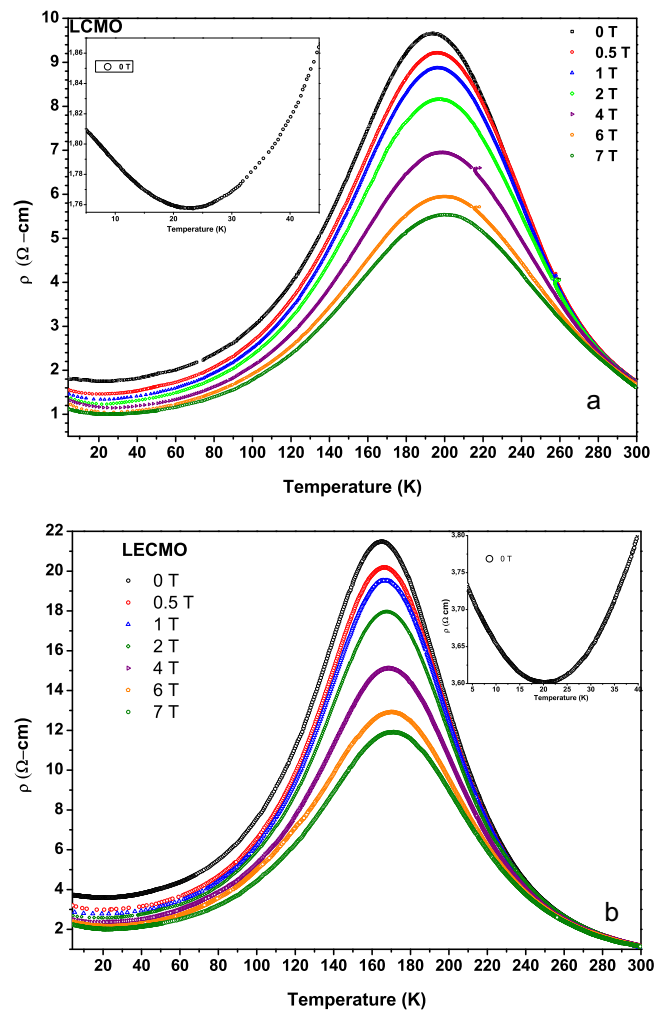 LCMO
1,86
1,84
1,82
1,80
1,78
1,76
10 20 30 40
Temperature (K)
0 T
0 T
0.5 T
1 T
2 T
4 T
6 T
7 T
10
9
8
7
6
5
4
3
2
1
ρ (Ω–cm)
a
20 40 60 80 100 120 140 160 180 200 220 240 260 280 300
Temperature (K)
LECMO
0 T
0.5 T
1 T
2 T
4 T
6 T
7 T
22
20
18
16
14
12
10
8
6
4
2
ρ (Ω–cm)
3,80
3,75
3,70
3,65
3,60
ρ (Ω cm)
0 T
5 10 15 20 25 30 35 40
Temperature (K)
b
20 40 60 80 100 120 140 160 180 200 220 240 260 280 300
Temperature (K)